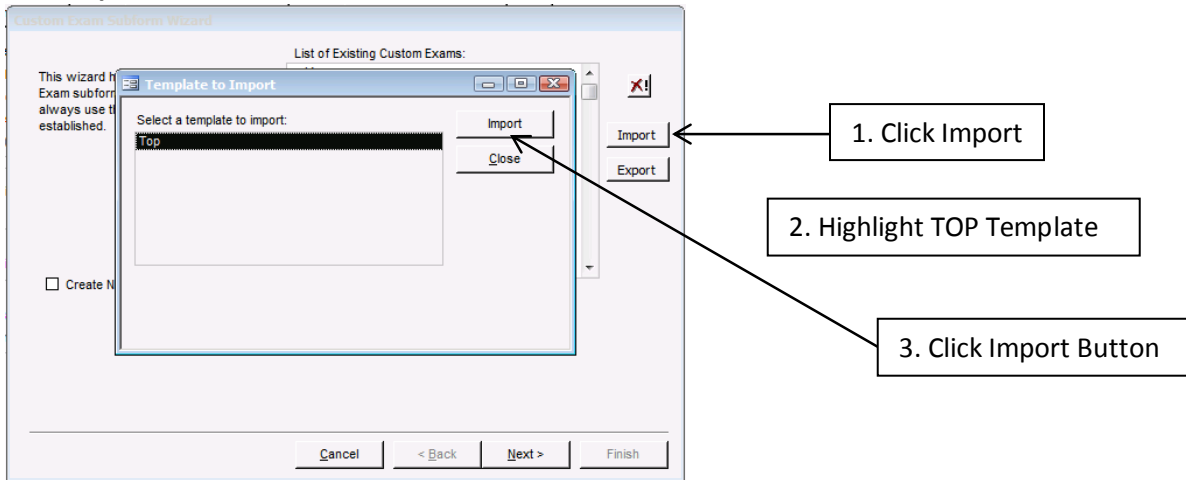 Custom Exam Subform Wizard
List of Existing Custom Exams:
This wizard h
Exam subforn
always use th
established.
Template to Import
Select a template to import:
Top
Import
Close
Import
Export
1. Click Import
2. Highlight TOP Template
3. Click Import Button
Create N
Cancel
< Back
Next >
Finish